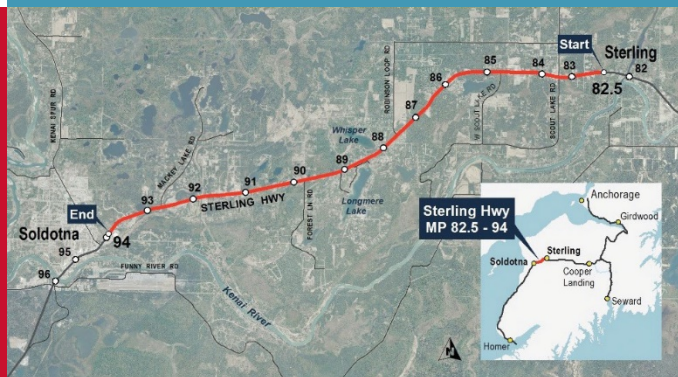 Start
Sterling
82
82.5
83
84
85
86
87
88
89
90
91
92
93
94
95
96
ROBINSON LOOP RD
SCOUT LAKE RD
Whisper
Lake
Longmere
Lake
MACKEY LAKE RD
KENAI SPUR RD
STERLING HWY
FOREST LN RD
End
Soldotna
FUNNY RIVER RD
Kenai River
N
Sterling Hwy
MP 82.5 - 94
Anchorage
Girdwood
Sterling
Soldotna
Cooper
Landing
Seward
Homer